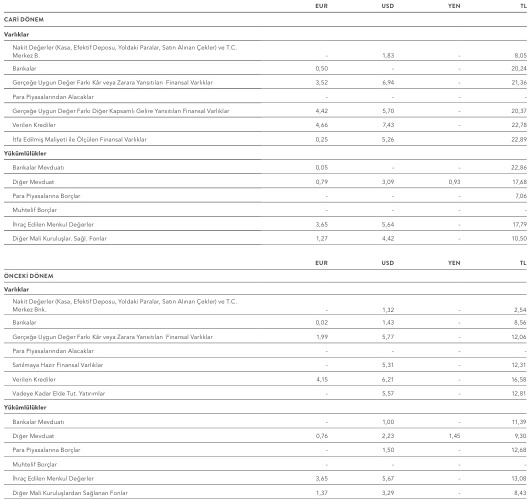 EUR USD YEN TL
CARİ DÖNEM
Varlıklar
Nakit Değerler (Kasa, Efektif Deposu, Yoldaki Paralar, Satın Alınan Çekler) ve T.C.
Merkez B. - 1,83 - 8,05
Bankalar 0,50 - - 20,24
Gerçeğe Uygun Değer Farkı Kâr veya Zarara Yansıtılan Finansal Varlıklar 3,52 6,94 - 21,36
Para Piyasalarından Alacaklar - - - -
Gerçeğe Uygun Değer Farkı Diğer Kapsamlı Gelire Yansıtılan Finansal Varlıklar 4,42 5,70 - 20,37
Verilen Krediler 4,66 7,43 - 22,78
İtfa Edilmiş Maliyeti ile Ölçülen Finansal Varlıklar 0,25 5,26 22,89
Yükümlülükler
Bankalar Mevduatı 0,05 - - 22,86
Diğer Mevduat 0,79 3,09 0,93 17,68
Para Piyasalarına Borçlar - - - 7,06
Muhtelif Borçlar - - - -
İhraç Edilen Menkul Değerler 3,65 5,64 - 17,79
Diğer Mali Kuruluşlar. Sağl. Fonlar 1,27 4,42 - 10,50
EUR USD YEN TL
ÖNCEKİ DÖNEM
Varlıklar
Nakit Değerler (Kasa, Efektif Deposu, Yoldaki Paralar, Satın Alınan Çekler) ve T.C.
Merkez Bnk. - 1,32 - 2,54
Bankalar 0,02 1,43 - 8,56
Gerçeğe Uygun Değer Farkı Kâr veya Zarara Yansıtılan Finansal Varlıklar 1,99 5,77 - 12,06
Para Piyasalarından Alacaklar - - - -
Satılmaya Hazır Finansal Varlıklar - 5,31 - 12,31
Verilen Krediler 4,15 6,21 - 16,58
Vadeye Kadar Elde Tut. Yatırımlar - 5,57 - 12,81
Yükümlülükler
Bankalar Mevduatı - 1,00 - 11,39
Diğer Mevduat 0,76 2,23 1,45 9,30
Para Piyasalarına Borçlar - 1,50 - 12,68
Muhtelif Borçlar - - - -
İhraç Edilen Menkul Değerler 3,65 5,67 - 13,08
Diğer Mali Kuruluşlardan Sağlanan Fonlar 1,37 3,29 - 8,43